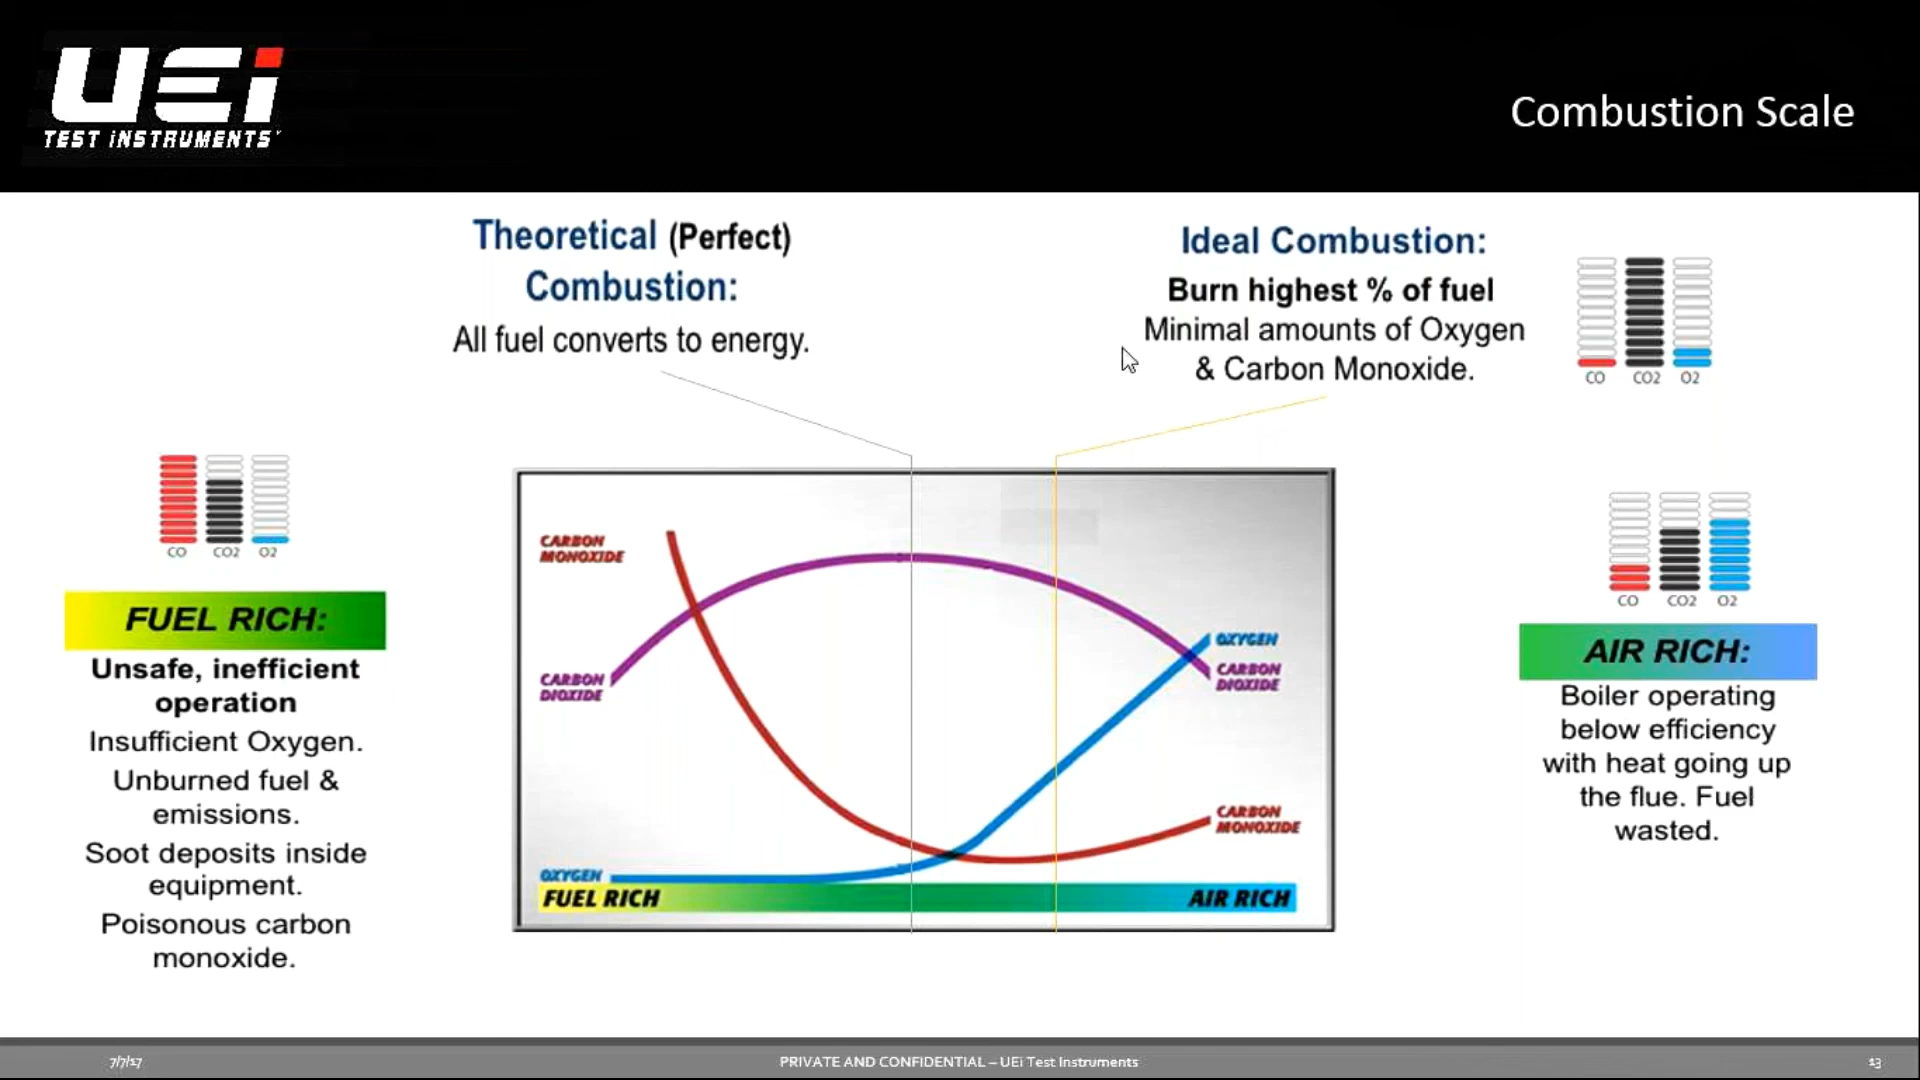 UEi
TEST INSTRUMENTS
Combustion Scale
Theoretical (Perfect)
Combustion:
All fuel converts to energy.
Ideal Combustion:
Burn highest % of fuel
Minimal amounts of Oxygen
& Carbon Monoxide.
CO CO2 O2
CO CO2 O2
FUEL RICH:
Unsafe, inefficient
operation
Insufficient Oxygen.
Unburned fuel &
emissions.
Soot deposits inside
equipment.
Poisonous carbon
monoxide.
CARBON
MONOXIDE
CARBON
DIOXIDE
OXYGEN
OXYGEN
CARBON
DIOXIDE
CARBON
MONOXIDE
FUEL RICH
AIR RICH
CO CO2 O2
AIR RICH:
Boiler operating
below efficiency
with heat going up
the flue. Fuel
wasted.
7/7/17
PRIVATE AND CONFIDENTIAL – UEi Test Instruments
13